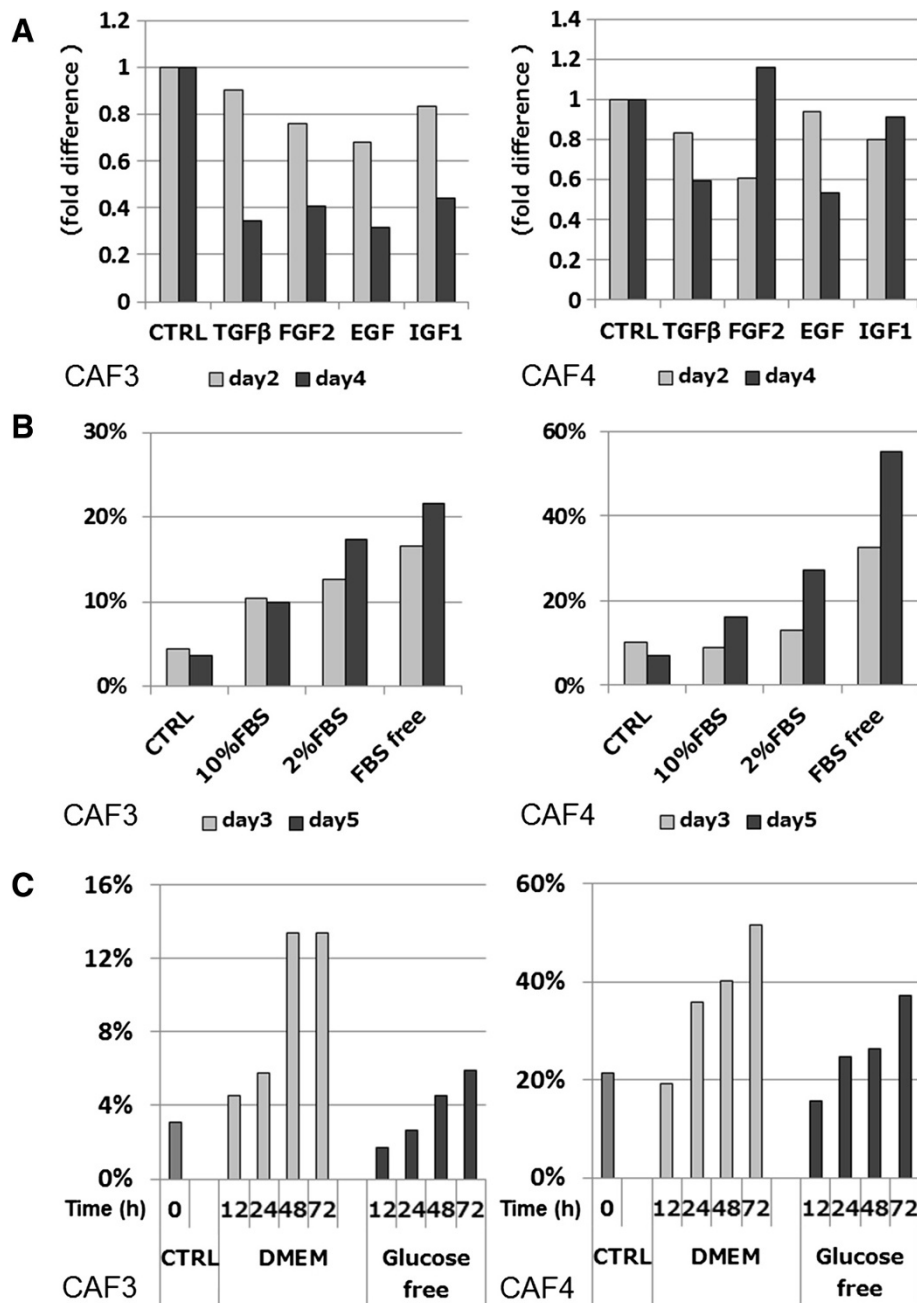 A
(fold difference )
1.2
1
0.8
0.6
0.4
0.2
0
CTRL TGFβ FGF2 EGF IGF1
CAF3 day2 day4
(fold difference )
1.4
1.2
1
0.8
0.6
0.4
0.2
0
CTRL TGFβ FGF2 EGF IGF1
CAF4 day2 day4
B
30%
20%
10%
0%
CTRL 10%FBS 2%FBS FBS free
CAF3 day3 day5
60%
40%
20%
0%
CTRL 10%FBS 2%FBS FBS free
CAF4 day3 day5
C
16%
12%
8%
4%
0%
Time (h) 0 12 24 48 72 12 24 48 72
CTRL DMEM Glucose
free
CAF3
60%
40%
20%
0%
Time (h) 0 12 24 48 72 12 24 48 72
CTRL DMEM Glucose
free
CAF4